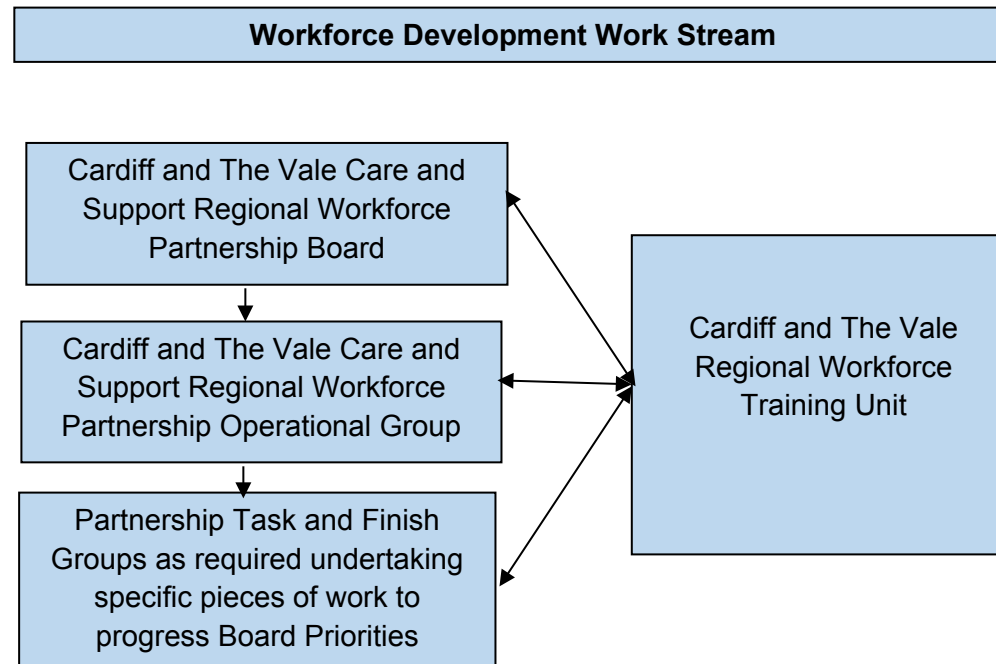 Workforce Development Work Stream
Cardiff and The Vale Care and
Support Regional Workforce
Partnership Board
Cardiff and The Vale Care and
Support Regional Workforce
Partnership Operational Group
Partnership Task and Finish
Groups as required undertaking
specific pieces of work to
progress Board Priorities
Cardiff and The Vale
Regional Workforce
Training Unit